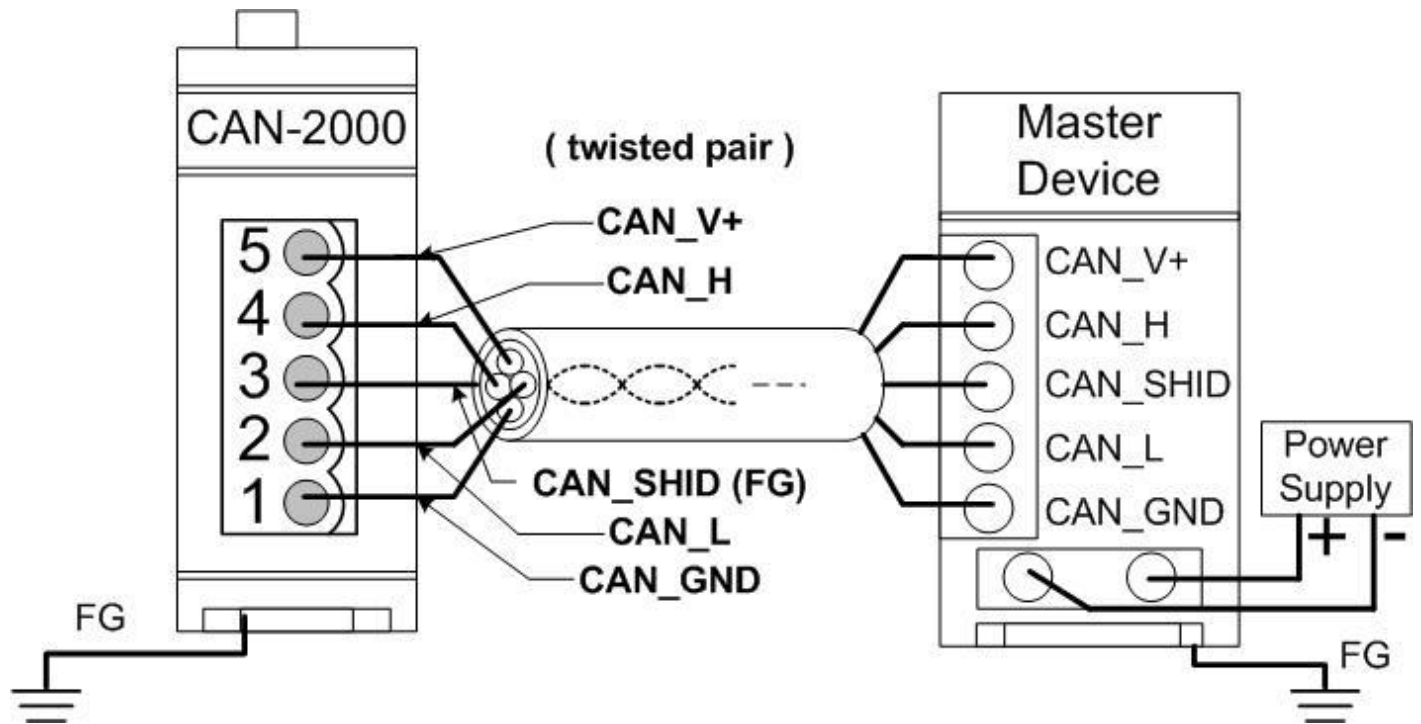 CAN-2000
5
4
3
2
1
FG
( twisted pair )
CAN_V+
CAN_H
CAN_SHID (FG)
CAN_L
CAN_GND
Master
Device
CAN_V+
CAN_H
CAN_SHID
CAN_L
CAN_GND
Power
Supply
+ -
FG